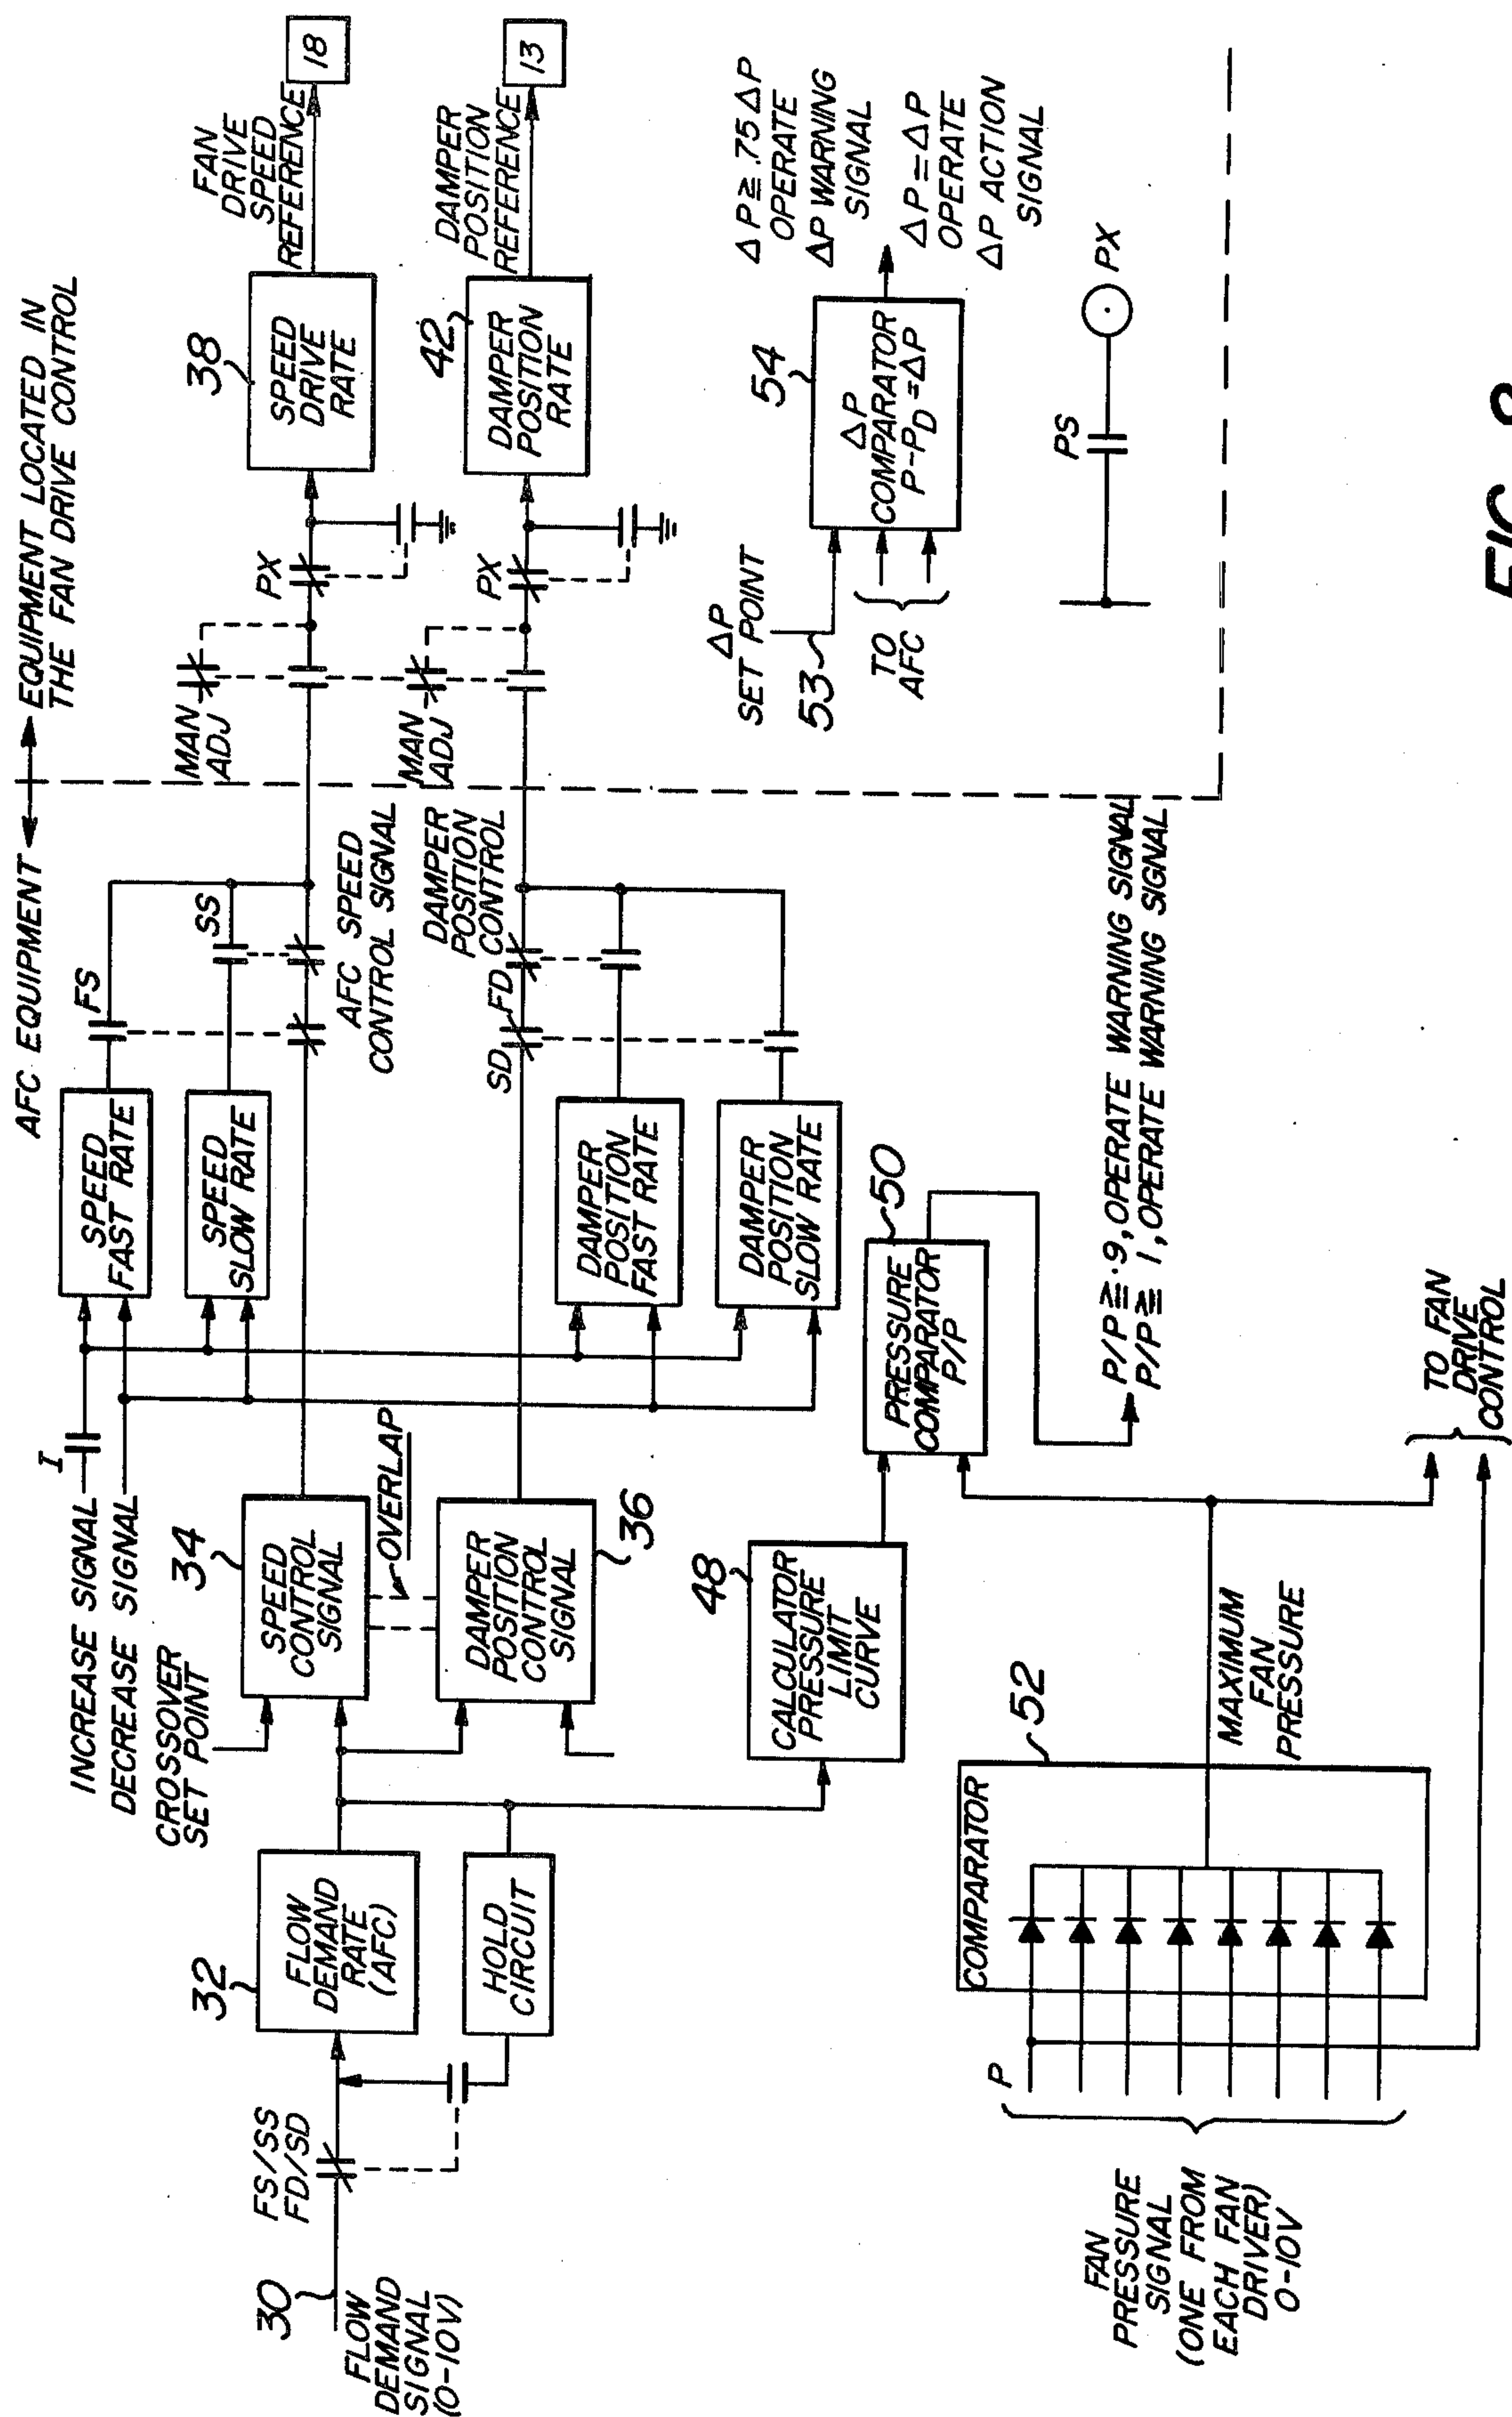 AFC EQUIPMENT
EQUIPMENT LOCATED IN
THE FAN DRIVE CONTROL
30
FLOW
DEMAND
SIGNAL
(0-10V)
FS/SS
FD/SD
32
FLOW
DEMAND
RATE
(AFC)
HOLD
CIRCUIT
INCREASE SIGNAL
I
DECREASE SIGNAL
CROSSOVER
SET POINT
34
SPEED
CONTROL
SIGNAL
OVERLAP
DAMPER
POSITION
CONTROL
SIGNAL
36
SPEED
FAST RATE
FS
SPEED
SLOW RATE
SS
AFC SPEED
CONTROL SIGNAL
DAMPER
POSITION
CONTROL
SD
FD
DAMPER
POSITION
FAST RATE
DAMPER
POSITION
SLOW RATE
MAN
ADJ
PX
38
SPEED
DRIVE
RATE
FAN
DRIVE
SPEED
REFERENCE
18
MAN
ADJ
PX
42
DAMPER
POSITION
RATE
DAMPER
POSITION
REFERENCE
13
48
CALCULATOR
PRESSURE
LIMIT
CURVE
50
PRESSURE
COMPARATOR
P/P
P/P ≧ .9, OPERATE WARNING SIGNAL
P/P ≧ 1, OPERATE WARNING SIGNAL
ΔP
SET POINT
53
TO
AFC
54
ΔP
COMPARATOR
P-PD=ΔP
ΔP ≧ .75 ΔP
OPERATE
ΔP WARNING
SIGNAL
ΔP=ΔP
OPERATE
ΔP ACTION
SIGNAL
PS
PX
FAN
PRESSURE
SIGNAL
(ONE FROM
EACH FAN
DRIVER)
0-10V
P
COMPARATOR
52
MAXIMUM
FAN
PRESSURE
TO FAN
DRIVE
CONTROL
FIG.